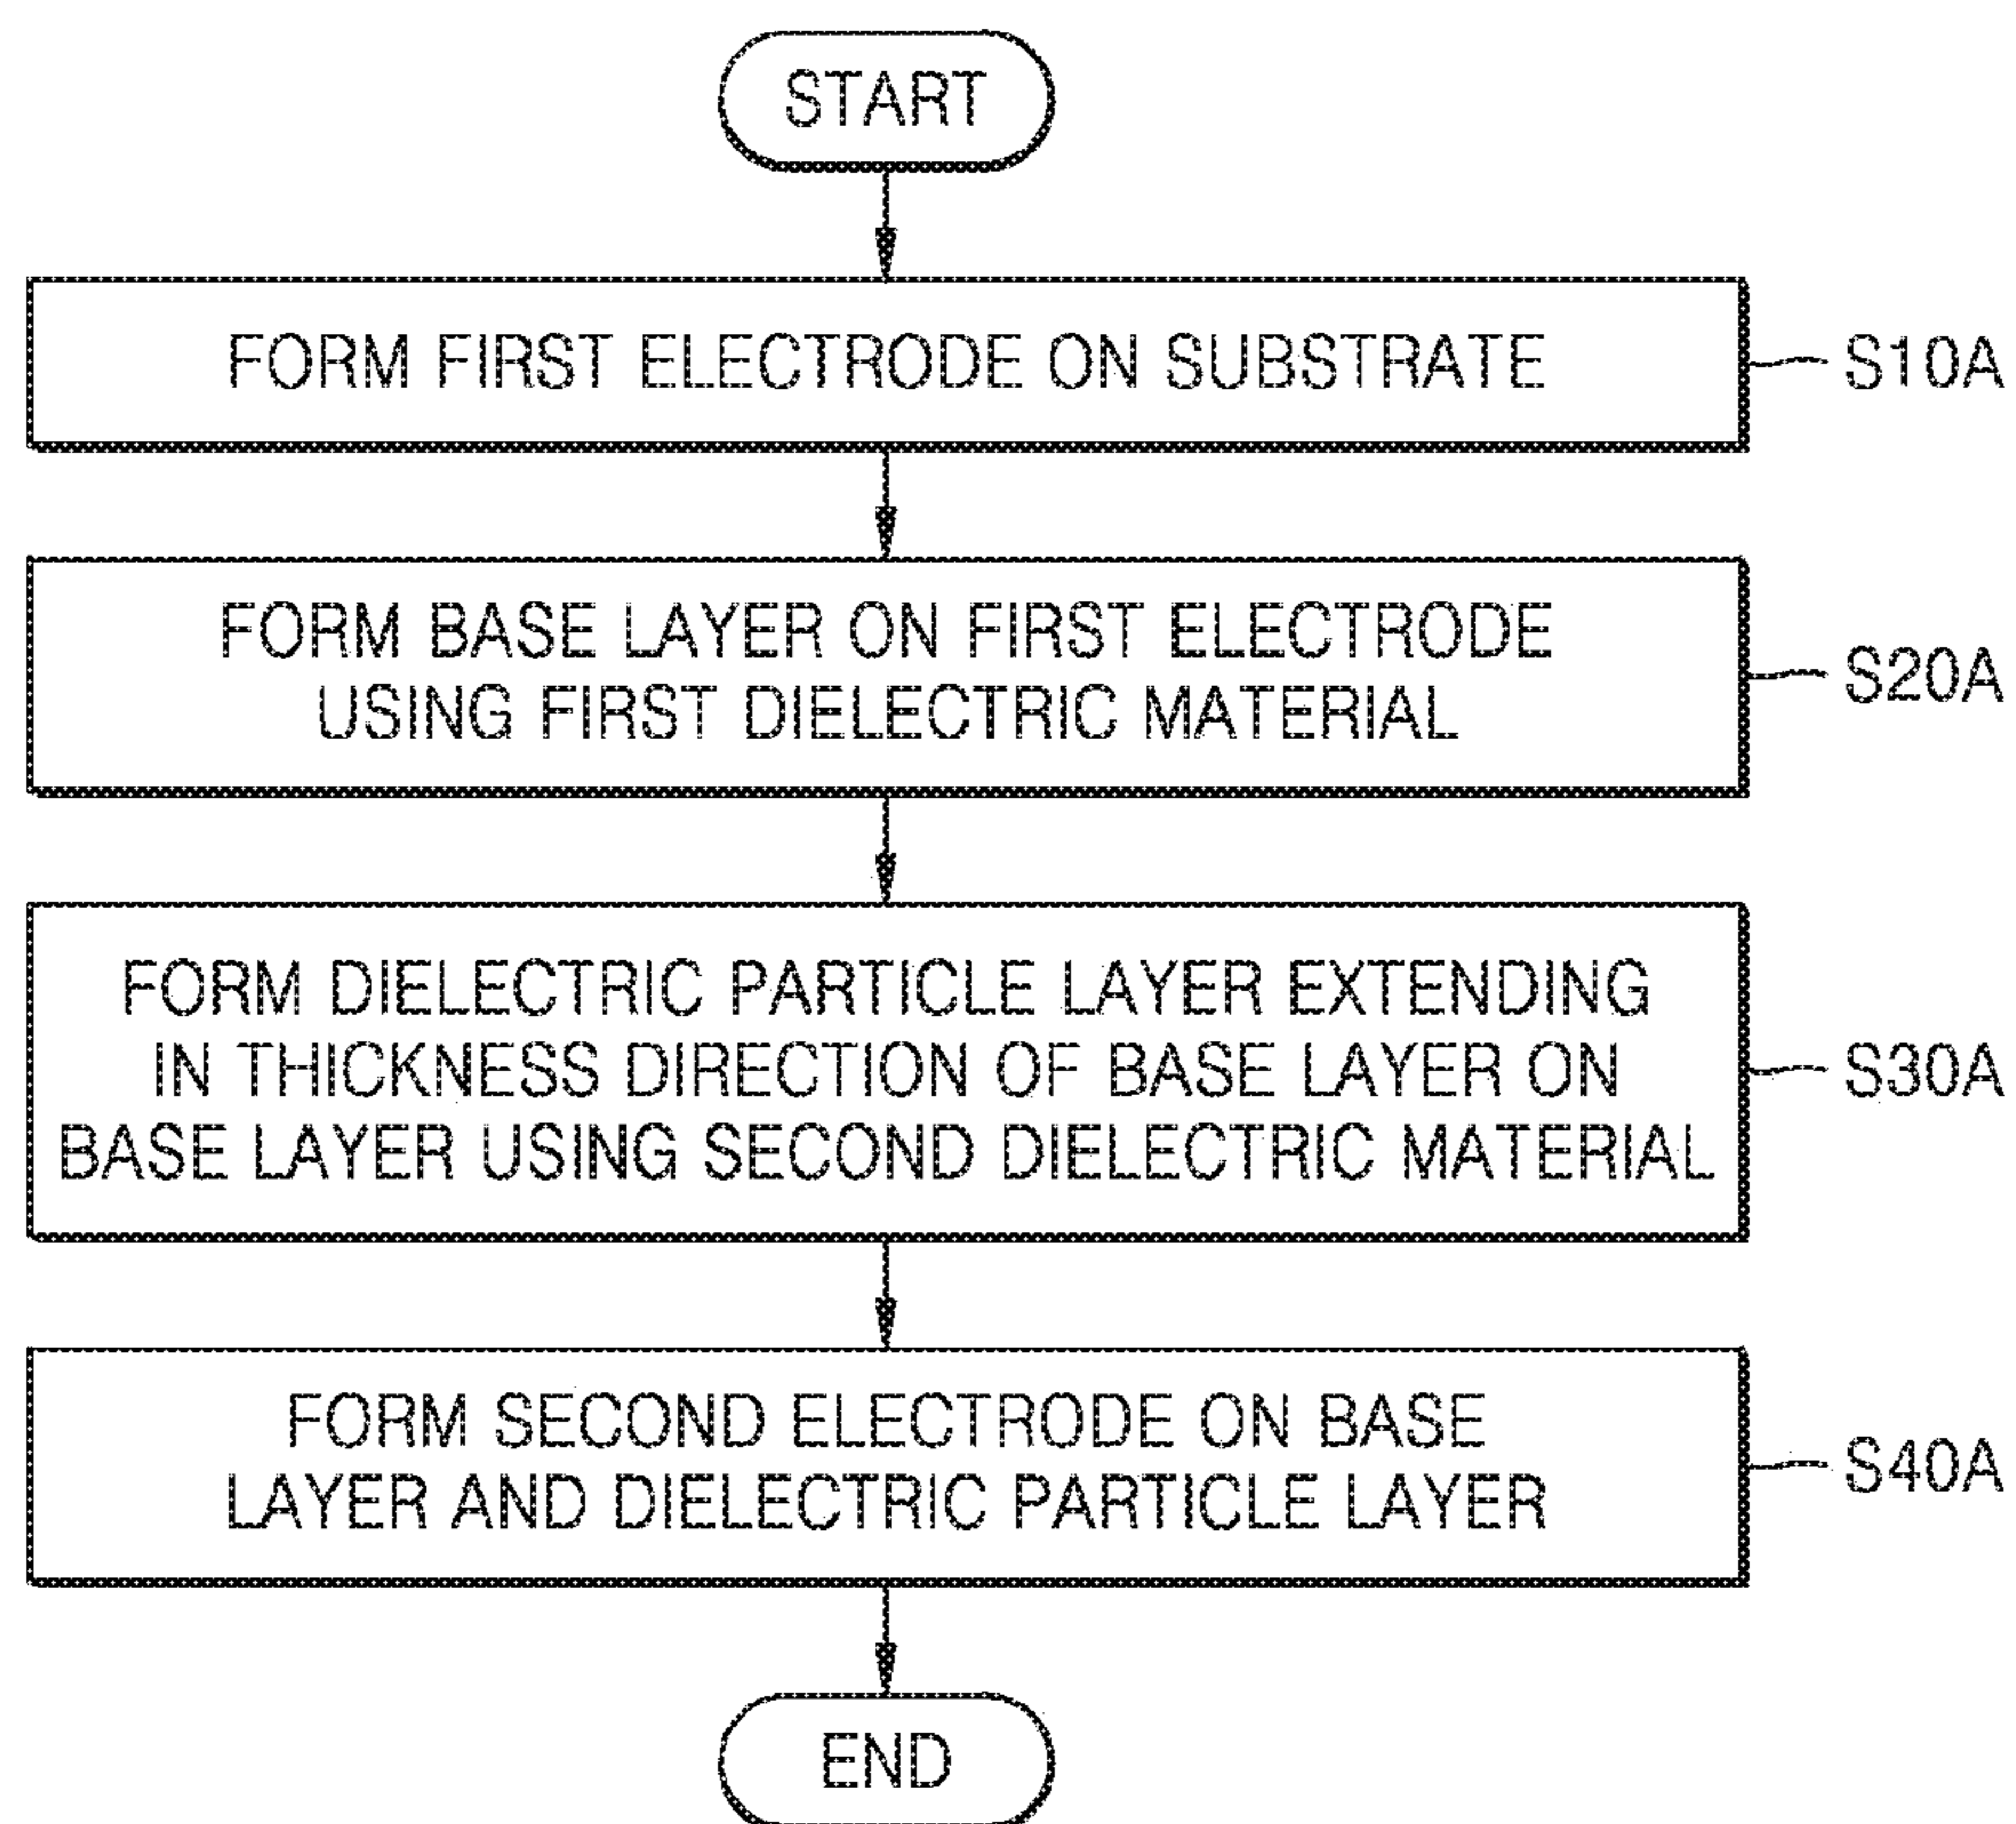 START
FORM FIRST ELECTRODE ON SUBSTRATE
S10A
FORM BASE LAYER ON FIRST ELECTRODE
USING FIRST DIELECTRIC MATERIAL
S20A
FORM DIELECTRIC PARTICLE LAYER EXTENDING
IN THICKNESS DIRECTION OF BASE LAYER ON
BASE LAYER USING SECOND DIELECTRIC MATERIAL
S30A
FORM SECOND ELECTRODE ON BASE
LAYER AND DIELECTRIC PARTICLE LAYER
S40A
END